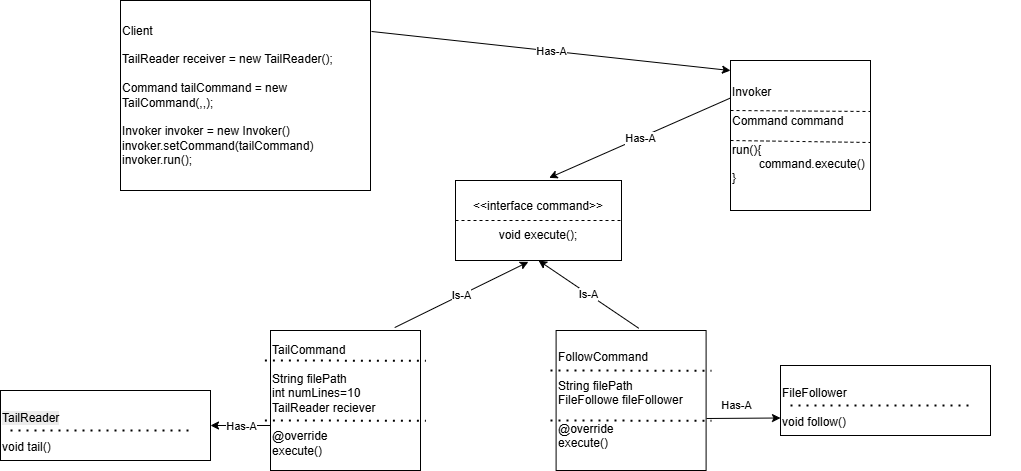 Client
TailReader receiver = new TailReader();
Command tailCommand = new
TailCommand(,,);
Invoker invoker = new Invoker()
invoker.setCommand(tailCommand)
invoker.run();
Has-A
Invoker
Command command
run(){
command.execute()
}
Has-A
<<interface command>>
void execute();
Is-A
Is-A
TailCommand
String filePath
int numLines=10
TailReader reciever
@override
execute()
FollowCommand
String filePath
FileFollowe fileFollower
@override
execute()
TailReader
void tail()
Has-A
Has-A
FileFollower
void follow()